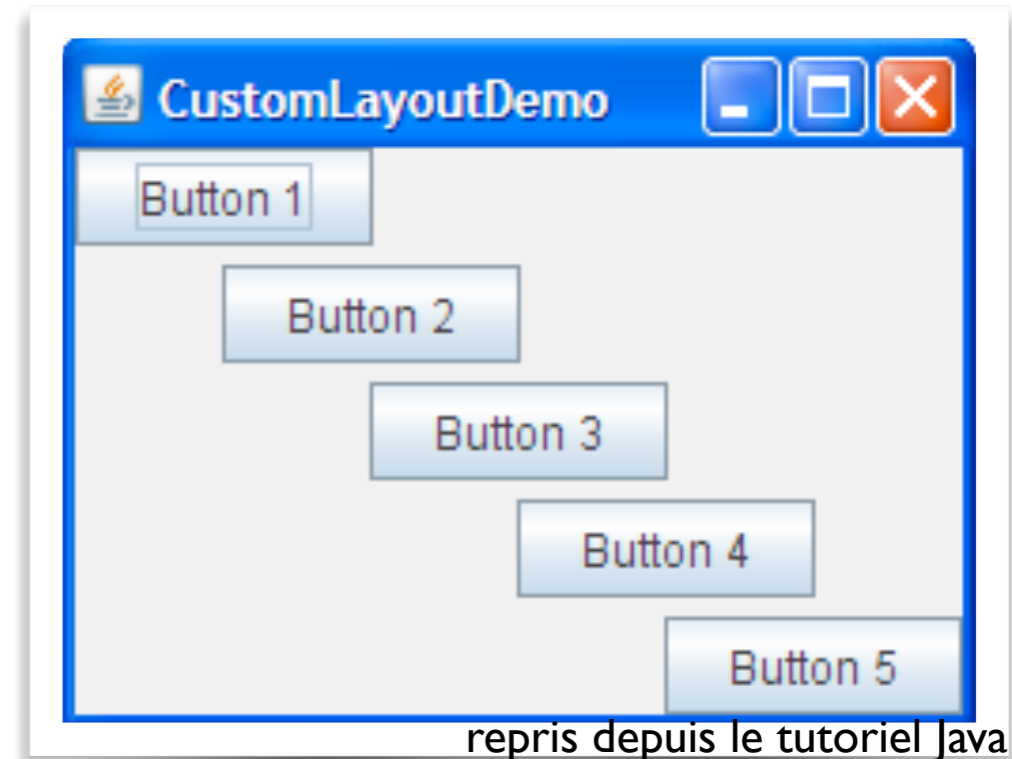 CustomLayoutDemo
Button 1
Button 2
Button 3
Button 4
Button 5
repris depuis le tutoriel Java